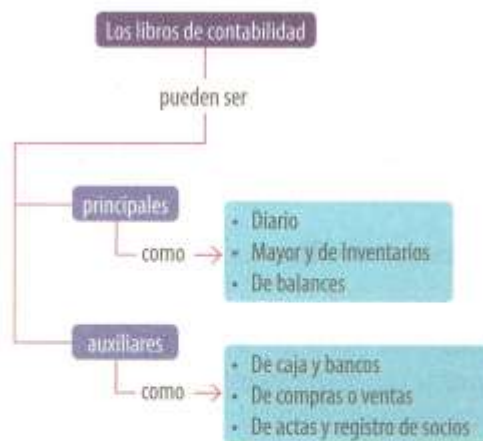 Los libros de contabilidad
pueden ser
principales
como
• Diario
• Mayor y de Inventarios
• De balances
auxiliares
como
• De caja y bancos
• De compras o ventas
• De actas y registro de socios